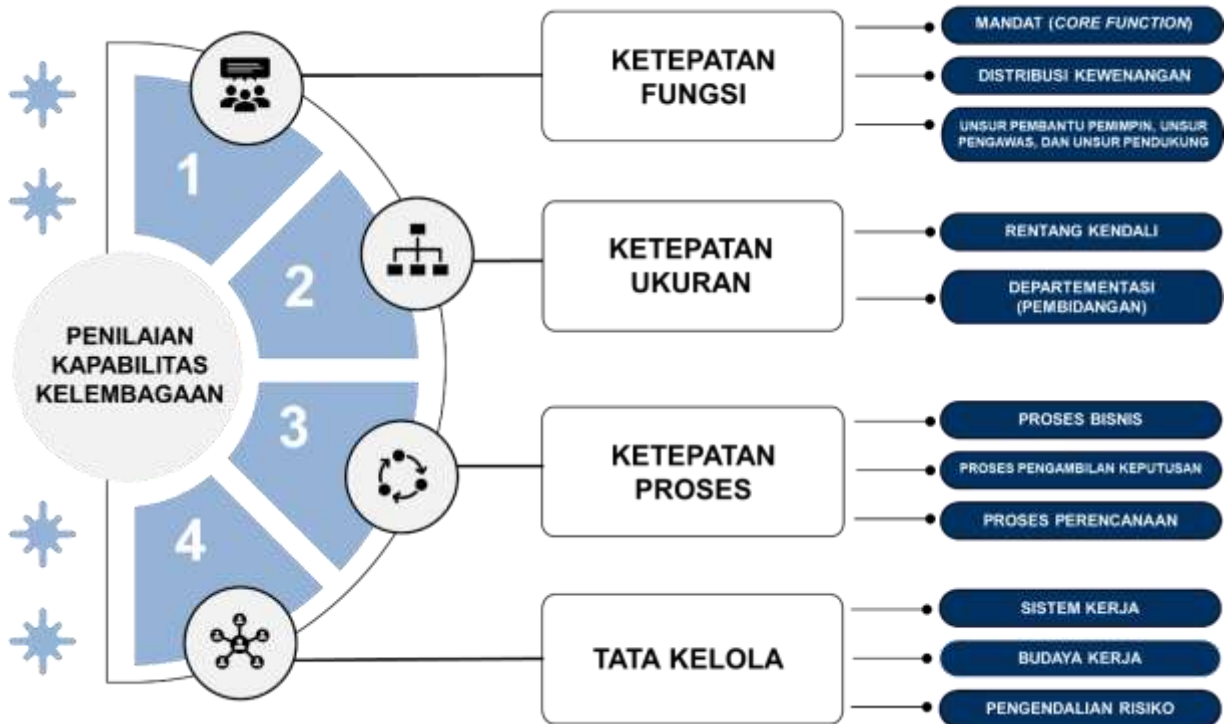 PENILAIAN
KAPABILITAS
KELEMBAGAAN
1
KETEPATAN
FUNGSI
MANDAT (CORE FUNCTION)
DISTRIBUSI KEWENANGAN
UNSUR PEMBANTU PEMIMPIN, UNSUR
PENGAWAS, DAN UNSUR PENDUKUNG
2
KETEPATAN
UKURAN
RENTANG KENDALI
DEPARTEMENTASI
(PEMBIDANGAN)
3
KETEPATAN
PROSES
PROSES BISNIS
PROSES PENGAMBILAN KEPUTUSAN
PROSES PERENCANAAN
4
TATA KELOLA
SISTEM KERJA
BUDAYA KERJA
PENGENDALIAN RISIKO